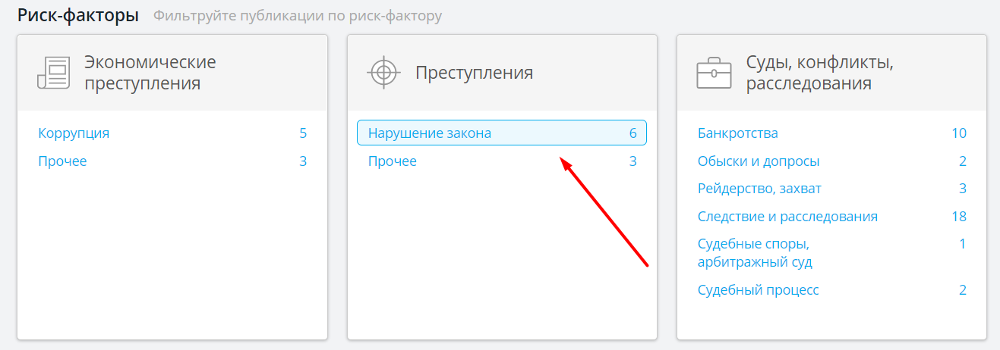 Риск-факторы Фильтруйте публикации по риск-фактору
Экономические
преступления
Коррупция 5
Прочее 3
Преступления
Нарушение закона 6
Прочее 3
Суды, конфликты,
расследования
Банкротства 10
Обыски и допросы 2
Рейдерство, захват 3
Следствие и расследования 18
Судебные споры, 1
арбитражный суд
Судебный процесс 2